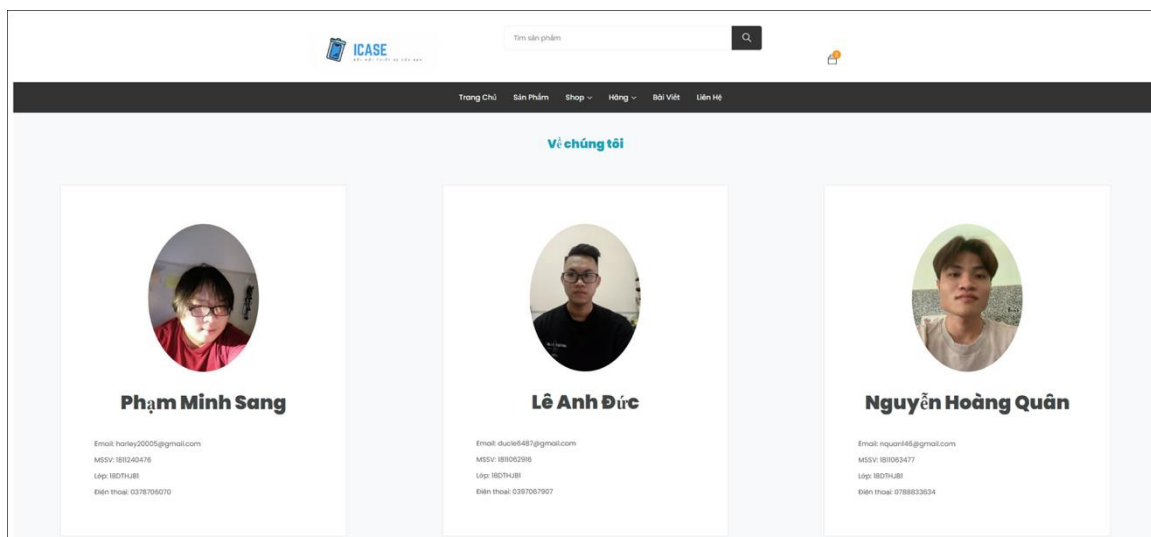 ICASE
Tìm sản phẩm
Trang Chủ Sản Phẩm Shop Hãng Bài Viết Liên Hệ
Về chúng tôi
Phạm Minh Sang
Email: harley20005@gmail.com
MSSV: 1811240476
Lớp: 18DTHJB1
Điện thoại: 0378706070
Lê Anh Đức
Email: ducle6487@gmail.com
MSSV: 1811062916
Lớp: 18DTHJB1
Điện thoại: 0397067907
Nguyễn Hoàng Quân
Email: nquan146@gmail.com
MSSV: 1811063477
Lớp: 18DTHJB1
Điện thoại: 0788833634